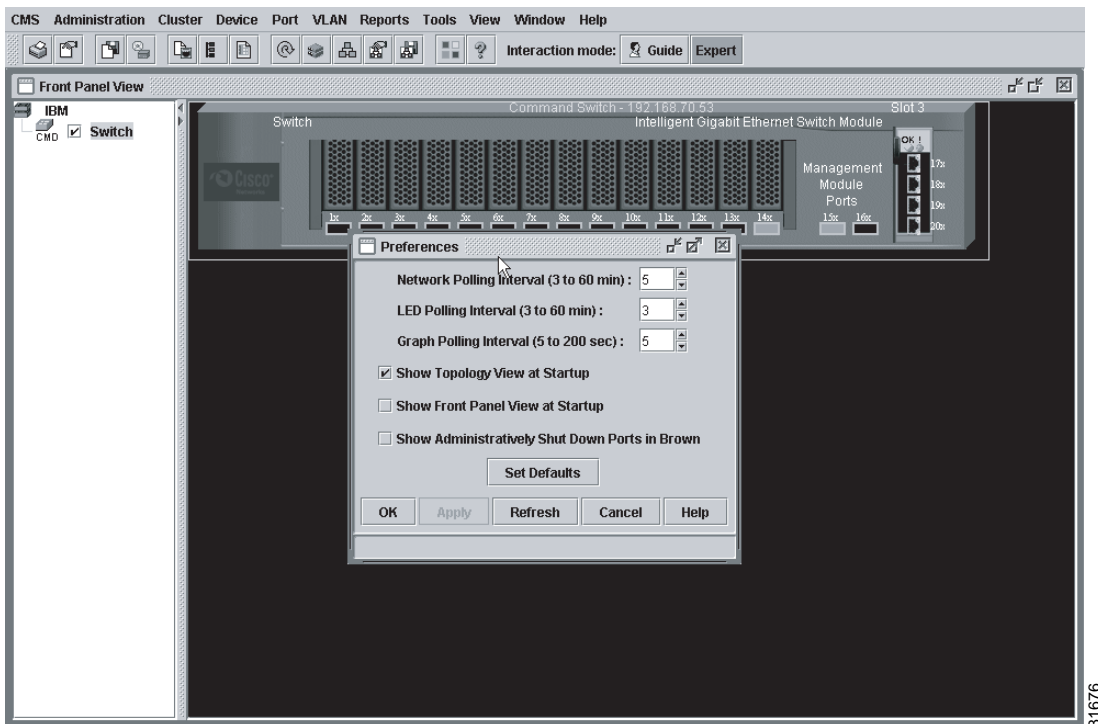 CMS Administration Cluster Device Port VLAN Reports Tools View Window Help
Interaction mode: Guide Expert
Front Panel View
IBM
CMD Switch
Command Switch - 192.168.70.53 Slot 3
Switch Intelligent Gigabit Ethernet Switch Module
OK !
CISCO
Management
Module
Ports
17x
18x
19x
20x
1x 2x 3x 4x 5x 6x 7x 8x 9x 10x 11x 12x 13x 14x 15x 16x
Preferences
Network Polling Interval (3 to 60 min) : 5
LED Polling Interval (3 to 60 min) : 3
Graph Polling Interval (5 to 200 sec) : 5
Show Topology View at Startup
Show Front Panel View at Startup
Show Administratively Shut Down Ports in Brown
Set Defaults
OK Apply Refresh Cancel Help